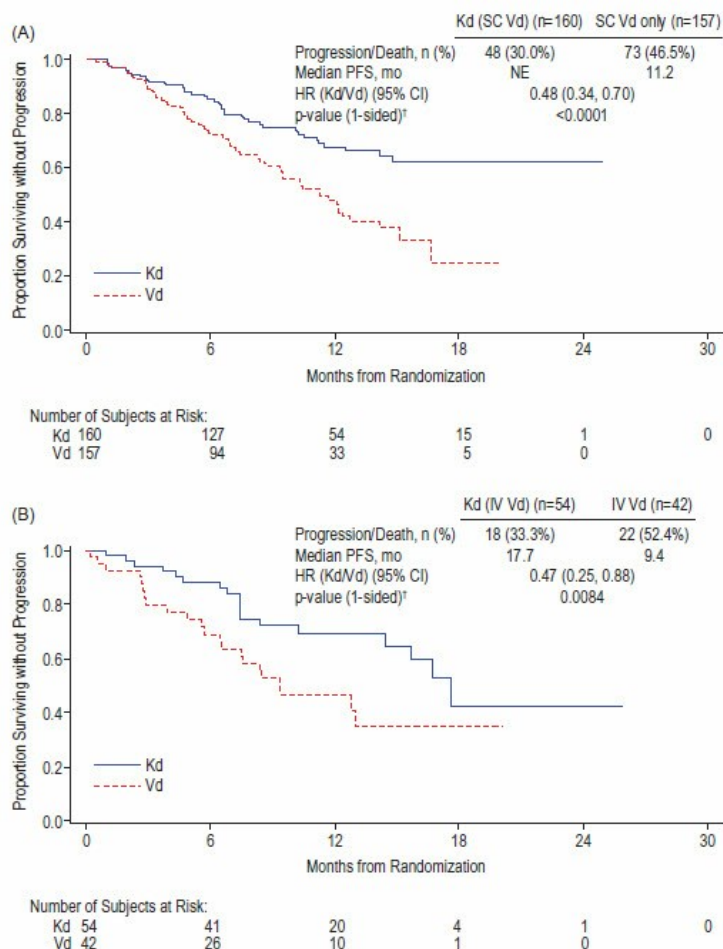 (A)
Kd (SC Vd) (n=160) SC Vd only (n=157)
Progression/Death, n (%) 48 (30.0%) 73 (46.5%)
Median PFS, mo NE 11.2
HR (Kd/Vd) (95% CI) 0.48 (0.34, 0.70)
p-value (1-sided)† <0.0001
Proportion Surviving without Progression
1.0
0.8
0.6
0.4
0.2
0.0
Kd
Vd
0 6 12 18 24 30
Months from Randomization
Number of Subjects at Risk:
Kd 160 127 54 15 1 0
Vd 157 94 33 5 0
(B)
Kd (IV Vd) (n=54) IV Vd (n=42)
Progression/Death, n (%) 18 (33.3%) 22 (52.4%)
Median PFS, mo 17.7 9.4
HR (Kd/Vd) (95% CI) 0.47 (0.25, 0.88)
p-value (1-sided)† 0.0084
Proportion Surviving without Progression
1.0
0.8
0.6
0.4
0.2
0.0
Kd
Vd
0 6 12 18 24 30
Months from Randomization
Number of Subjects at Risk:
Kd 54 41 20 4 1 0
Vd 42 26 10 1 0